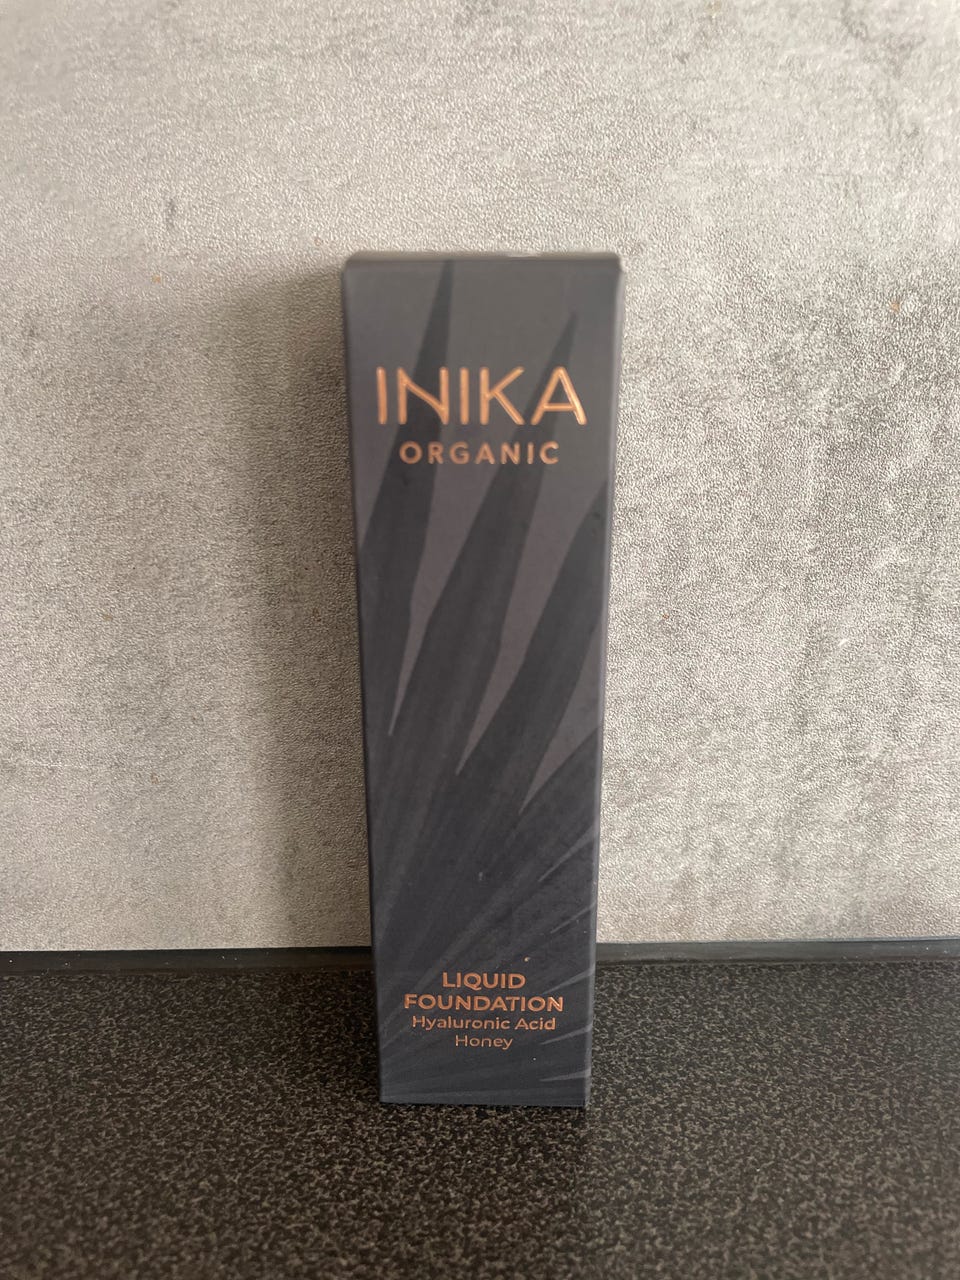 INIKA
ORGANIC
LIQUID
FOUNDATION
Hyaluronic Acid
Honey